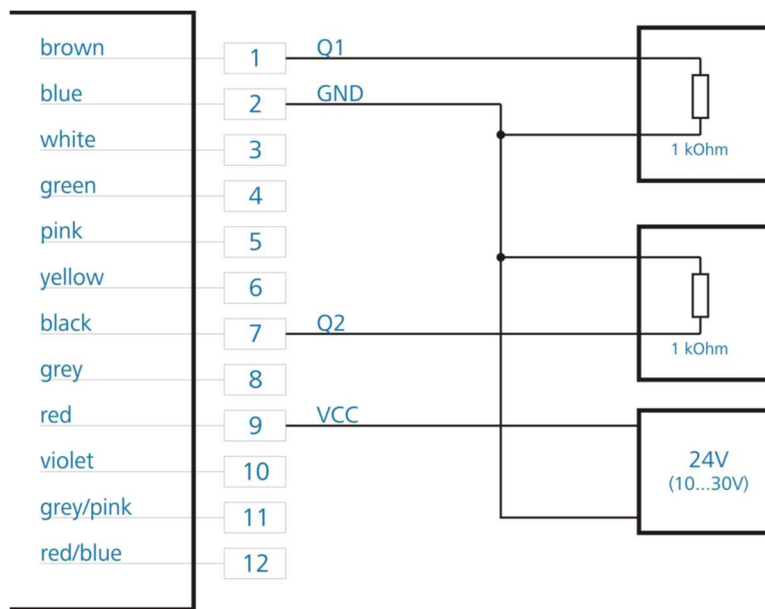 brown 1 Q1
blue 2 GND
white 3
1 kOhm
green 4
pink 5
yellow 6
black 7 Q2
1 kOhm
grey 8
red 9 VCC
violet 10
24V
(10...30V)
grey/pink 11
red/blue 12